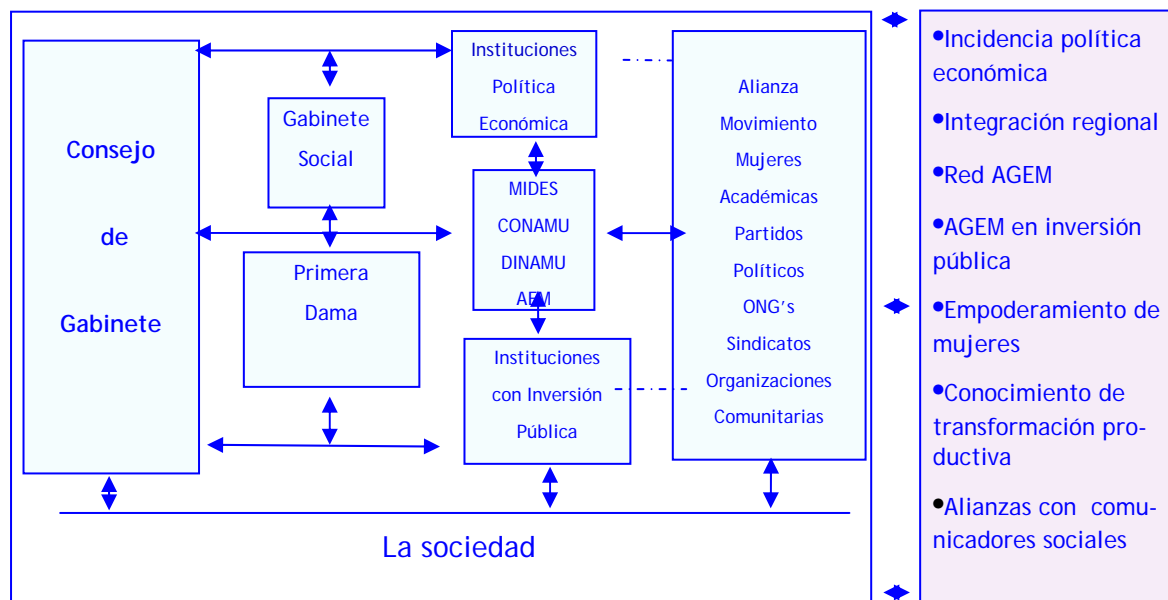 Consejo
de
Gabinete
Gabinete
Social
Primera
Dama
Instituciones
Política
Económica
MIDES
CONAMU
DINAMU
AEM
Instituciones
con Inversión
Pública
Alianza
Movimiento
Mujeres
Académicas
Partidos
Políticos
ONG's
Sindicatos
Organizaciones
Comunitarias
La sociedad
•Incidencia política
económica
•Integración regional
•Red AGEM
•AGEM en inversión
pública
•Empoderamiento de
mujeres
•Conocimiento de
transformación pro-
ductiva
•Alianzas con comu-
nicadores sociales